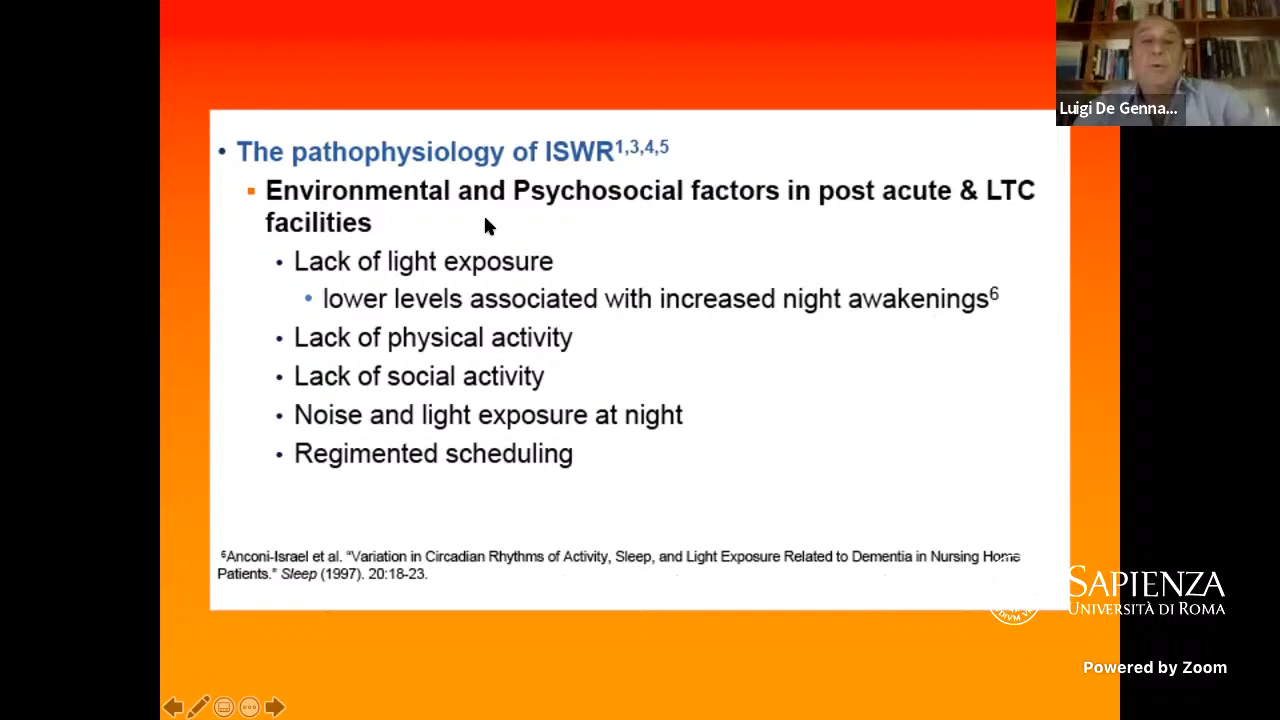 Luigi De Genna...
• The pathophysiology of ISWR1,3,4,5
▪ Environmental and Psychosocial factors in post acute & LTC
facilities
• Lack of light exposure
• lower levels associated with increased night awakenings6
• Lack of physical activity
• Lack of social activity
• Noise and light exposure at night
• Regimented scheduling
6Anconi-Israel et al. “Variation in Circadian Rhythms of Activity, Sleep, and Light Exposure Related to Dementia in Nursing Home
Patients.” Sleep (1997). 20:18-23.
SAPIENZA
UNIVERSITÀ DI ROMA
Powered by Zoom